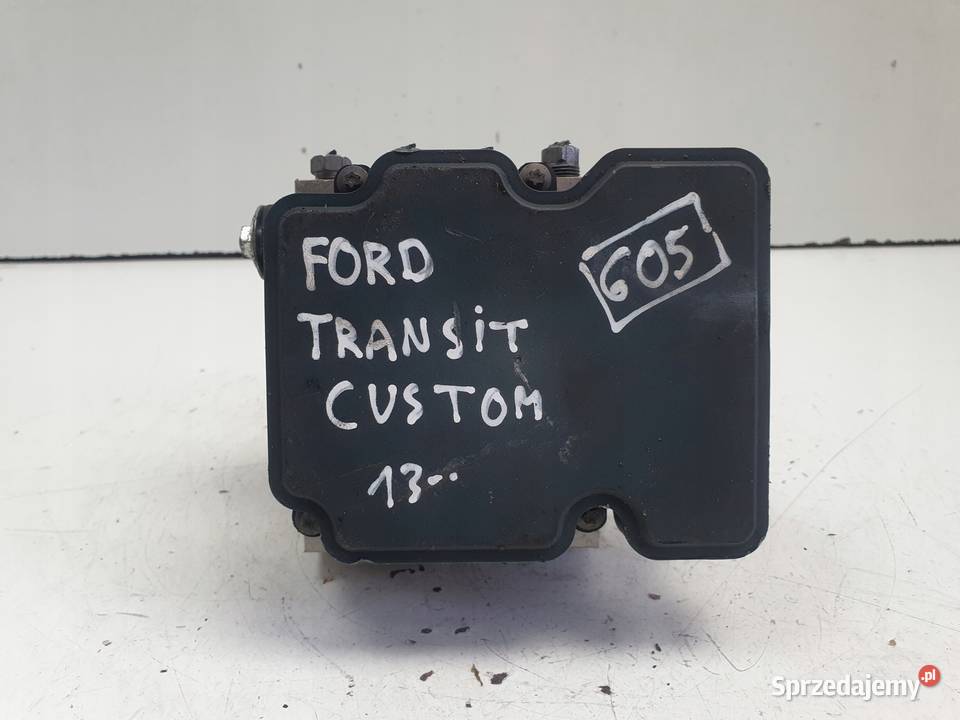 FORD
605
TRANSiT
CUSTOM
13--
Sprzedajemy.pl